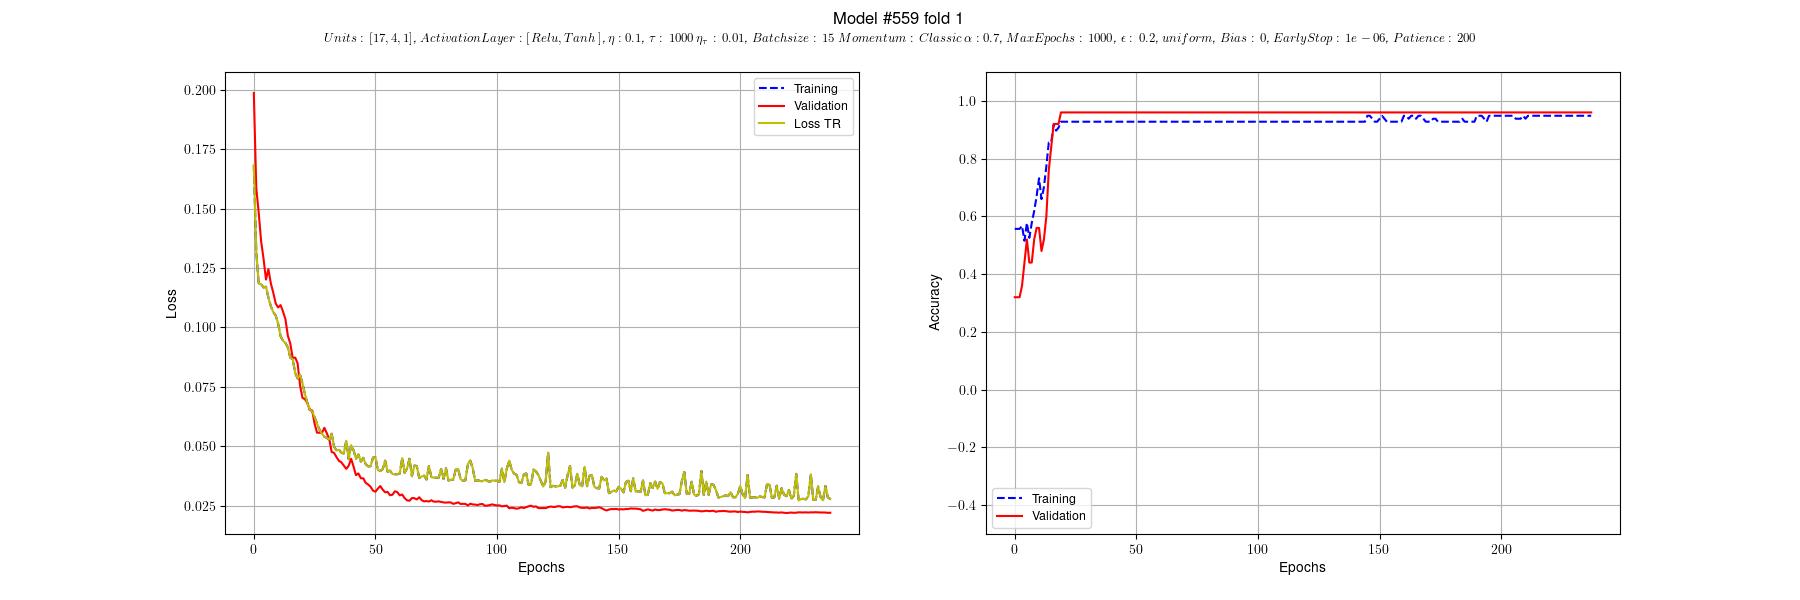 Model #559 fold 1
Units : [17, 4, 1], ActivationLayer : [Relu, Tanh], η : 0.1, τ : 1000 η_τ : 0.01, Batchsize : 15 Momentum : Classic α : 0.7, MaxEpochs : 1000, ϵ : 0.2, uniform, Bias : 0, EarlyStop : 1e − 06, Patience : 200
0.200
0.175
0.150
0.125
0.100
0.075
0.050
0.025
Loss
Training
Validation
Loss TR
0 50 100 150 200
Epochs
1.0
0.8
0.6
0.4
0.2
0.0
−0.2
−0.4
Accuracy
Training
Validation
0 50 100 150 200
Epochs